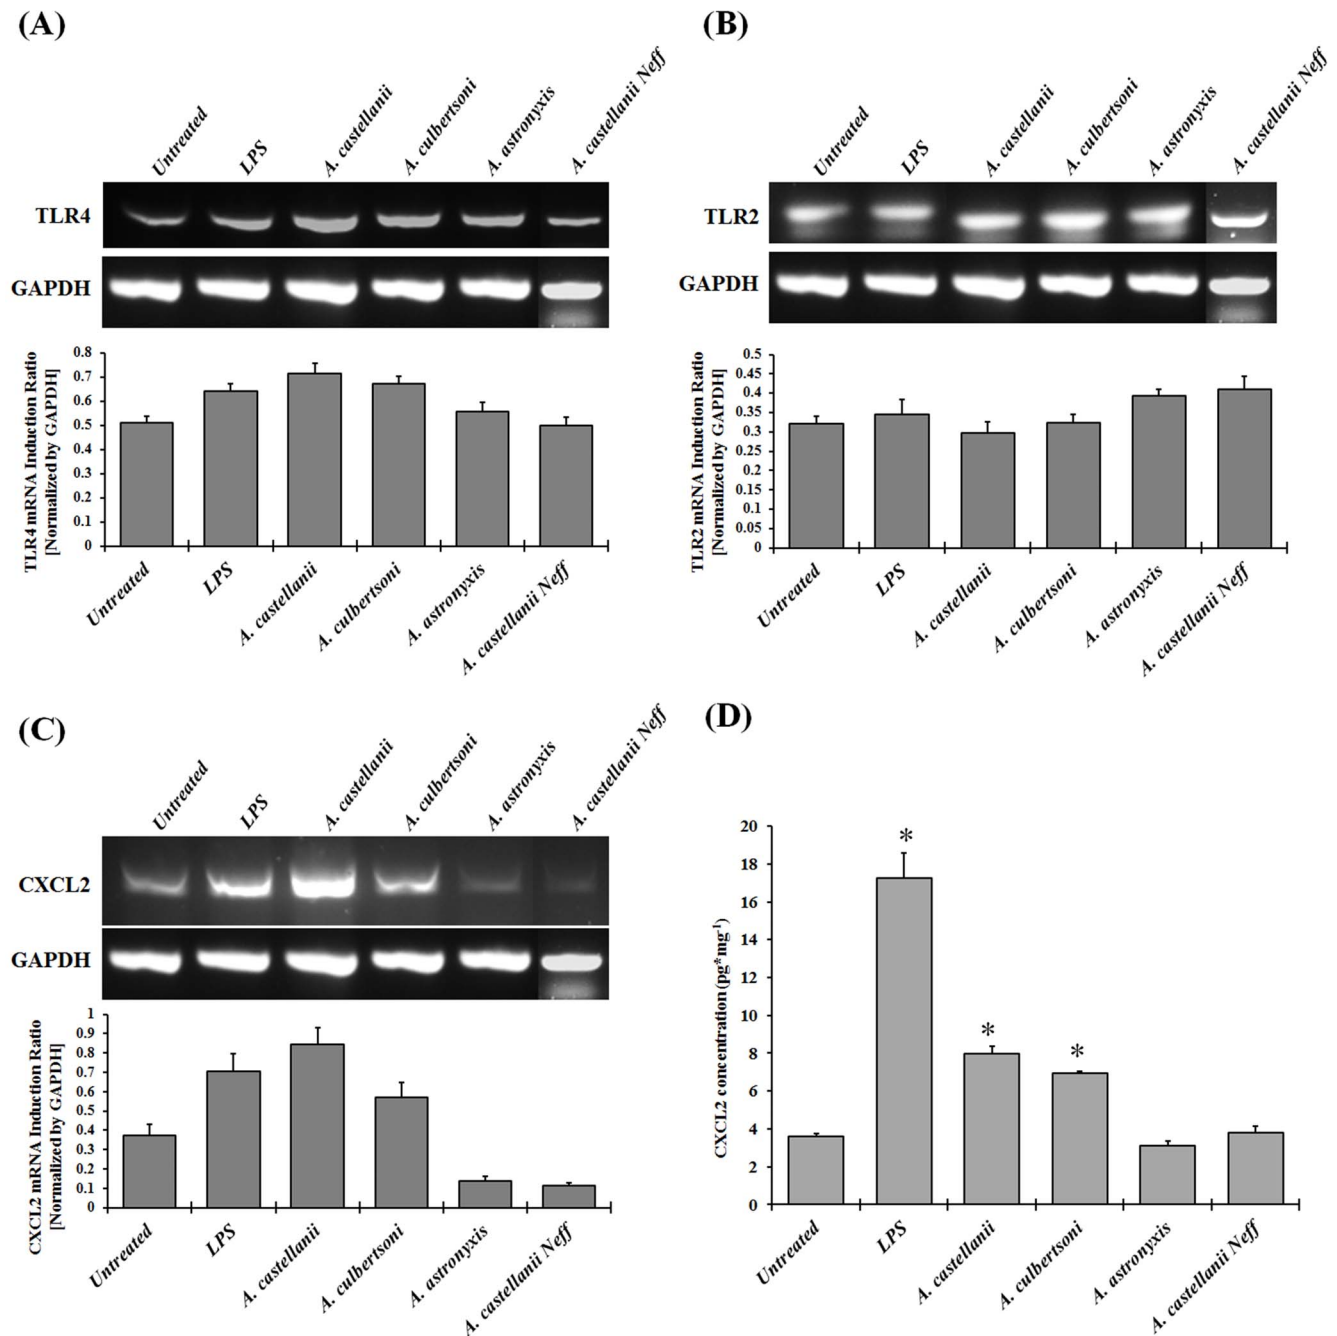 (A)
Untreated
LPS
A. castellanii
A. culbertsoni
A. astronyxis
A. castellanii Neff
TLR4
GAPDH
TLR4 mRNA Induction Ratio
[Normalized by GAPDH]
0.8
0.7
0.6
0.5
0.4
0.3
0.2
0.1
0
Untreated
LPS
A. castellanii
A. culbertsoni
A. astronyxis
A. castellanii Neff
(B)
Untreated
LPS
A. castellanii
A. culbertsoni
A. astronyxis
A. castellanii Neff
TLR2
GAPDH
TLR2 mRNA Induction Ratio
[Normalized by GAPDH]
0.5
0.45
0.4
0.35
0.3
0.25
0.2
0.15
0.1
0.05
0
Untreated
LPS
A. castellanii
A. culbertsoni
A. astronyxis
A. castellanii Neff
(C)
Untreated
LPS
A. castellanii
A. culbertsoni
A. astronyxis
A. castellanii Neff
CXCL2
GAPDH
CXCL2 mRNA Induction Ratio
[Normalized by GAPDH]
1
0.9
0.8
0.7
0.6
0.5
0.4
0.3
0.2
0.1
0
Untreated
LPS
A. castellanii
A. culbertsoni
A. astronyxis
A. castellanii Neff
(D)
CXCL2 concentration (pg*mg⁻¹)
20
18
16
14
12
10
8
6
4
2
0
*
*
*
Untreated
LPS
A. castellanii
A. culbertsoni
A. astronyxis
A. castellanii Neff